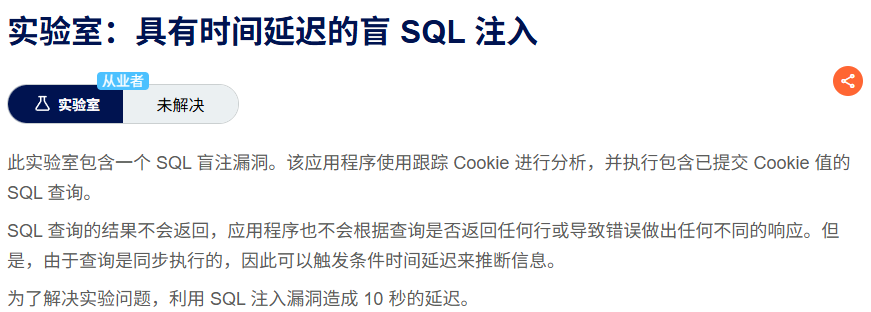 实验室：具有时间延迟的盲 SQL 注入
从业者
实验室
未解决
此实验室包含一个 SQL 盲注漏洞。该应用程序使用跟踪 Cookie 进行分析，并执行包含已提交 Cookie 值的
SQL 查询。
SQL 查询的结果不会返回，应用程序也不会根据查询是否返回任何行或导致错误做出任何不同的响应。但
是，由于查询是同步执行的，因此可以触发条件时间延迟来推断信息。
为了解决实验问题，利用 SQL 注入漏洞造成 10 秒的延迟。